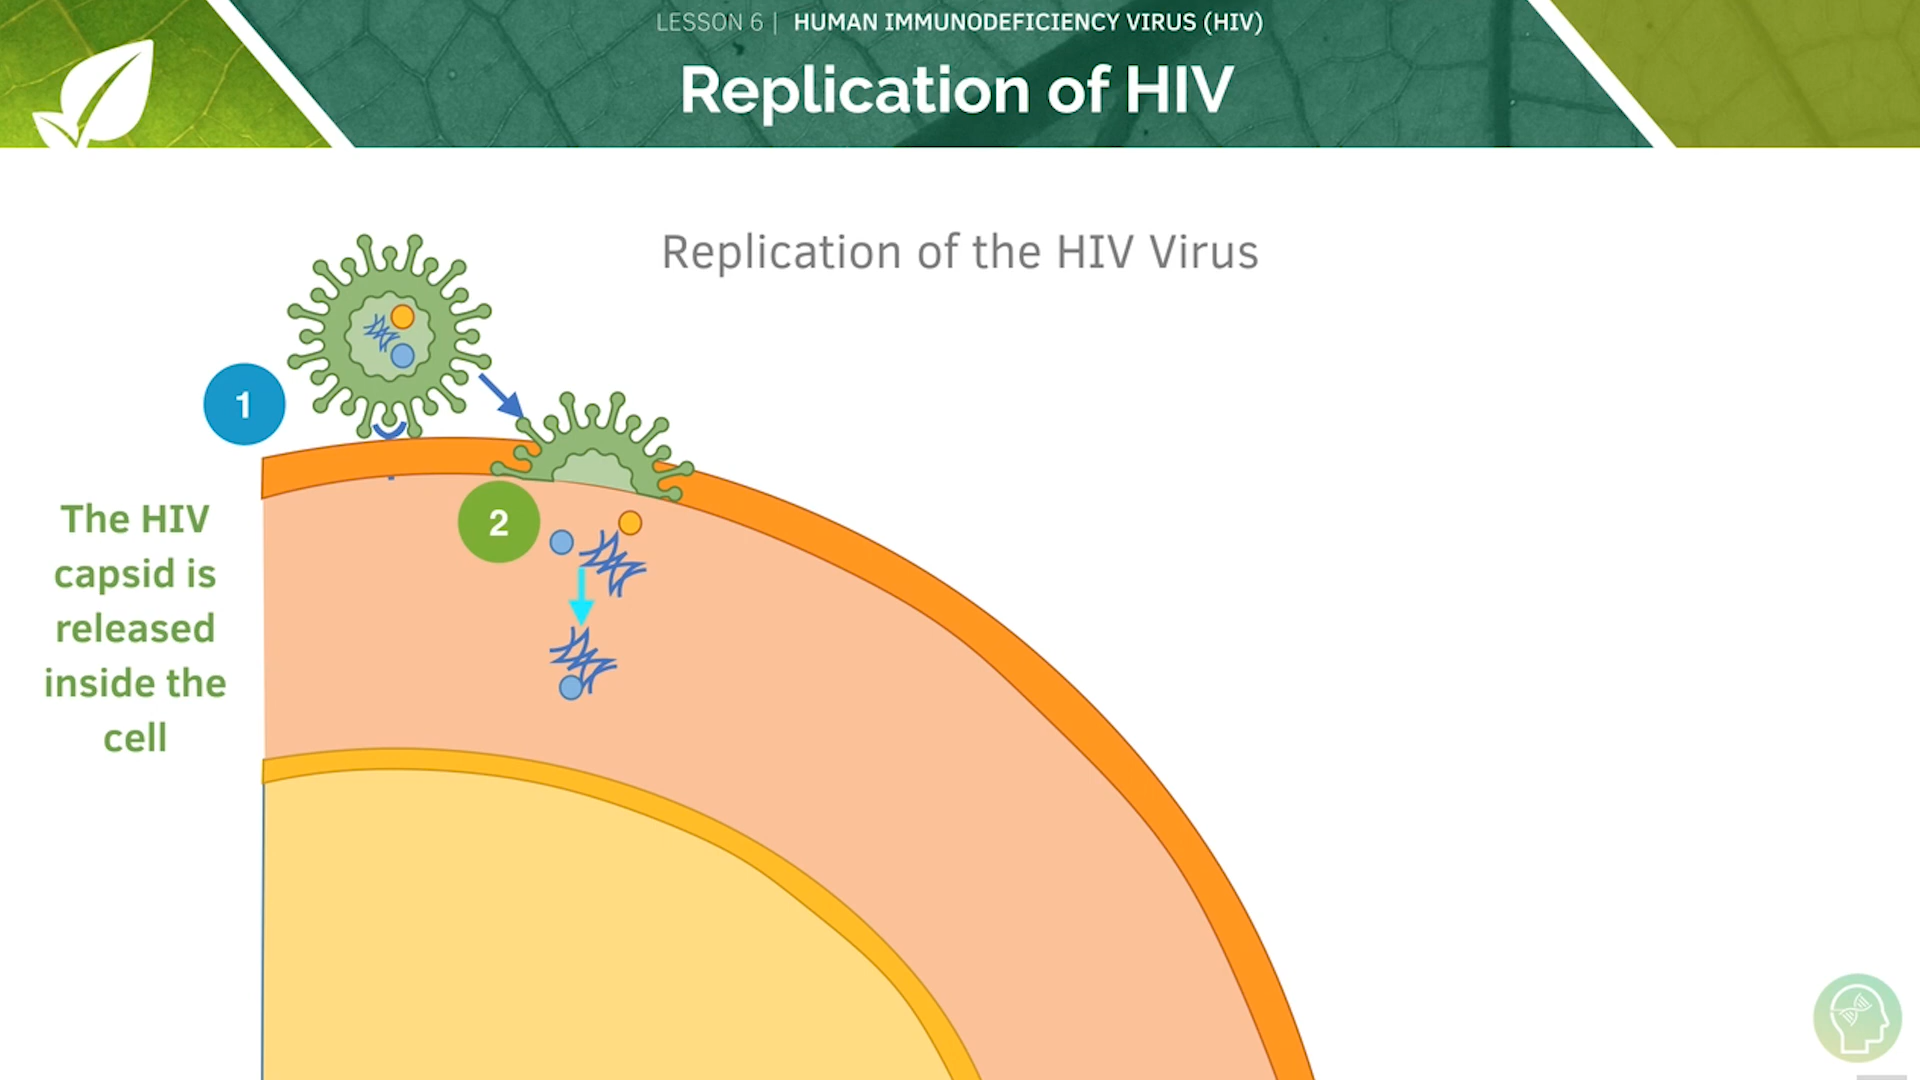 LESSON 6 | HUMAN IMMUNODEFICIENCY VIRUS (HIV)
Replication of HIV
Replication of the HIV Virus
1
2
The HIV
capsid is
released
inside the
cell